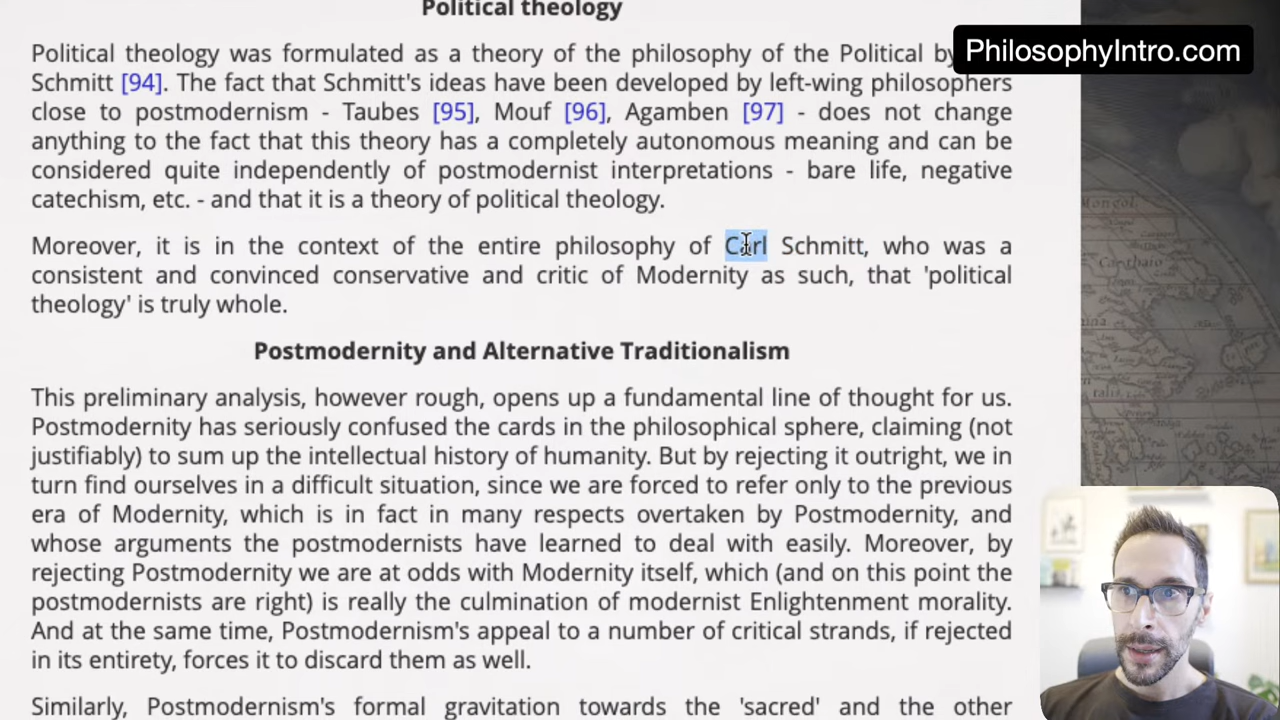 Political theology
PhilosophyIntro.com
Political theology was formulated as a theory of the philosophy of the Political by
Schmitt [94]. The fact that Schmitt's ideas have been developed by left-wing philosophers
close to postmodernism - Taubes [95], Mouf [96], Agamben [97] - does not change
anything to the fact that this theory has a completely autonomous meaning and can be
considered quite independently of postmodernist interpretations - bare life, negative
catechism, etc. - and that it is a theory of political theology.
Moreover, it is in the context of the entire philosophy of Carl Schmitt, who was a
consistent and convinced conservative and critic of Modernity as such, that 'political
theology' is truly whole.
Postmodernity and Alternative Traditionalism
This preliminary analysis, however rough, opens up a fundamental line of thought for us.
Postmodernity has seriously confused the cards in the philosophical sphere, claiming (not
justifiably) to sum up the intellectual history of humanity. But by rejecting it outright, we in
turn find ourselves in a difficult situation, since we are forced to refer only to the previous
era of Modernity, which is in fact in many respects overtaken by Postmodernity, and
whose arguments the postmodernists have learned to deal with easily. Moreover, by
rejecting Postmodernity we are at odds with Modernity itself, which (and on this point the
postmodernists are right) is really the culmination of modernist Enlightenment morality.
And at the same time, Postmodernism's appeal to a number of critical strands, if rejected
in its entirety, forces it to discard them as well.
Similarly, Postmodernism's formal gravitation towards the 'sacred' and the other